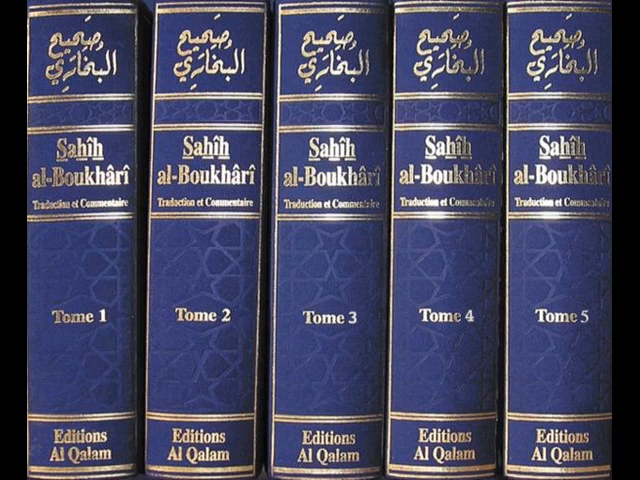 صحيح
البخاري
Sahîh
al-Boukhârî
Traduction et Commentaire
Tome 1
Editions
Al Qalam
صحيح
البخاري
Sahîh
al-Boukhârî
Traduction et Commentaire
Tome 2
Editions
Al Qalam
صحيح
البخاري
Sahîh
al-Boukhârî
Traduction et Commentaire
Tome 3
Editions
Al Qalam
صحيح
البخاري
Sahîh
al-Boukhârî
Traduction et Commentaire
Tome 4
Editions
Al Qalam
صحيح
البخاري
Sahîh
al-Boukhârî
Traduction et Commentaire
Tome 5
Editions
Al Qalam